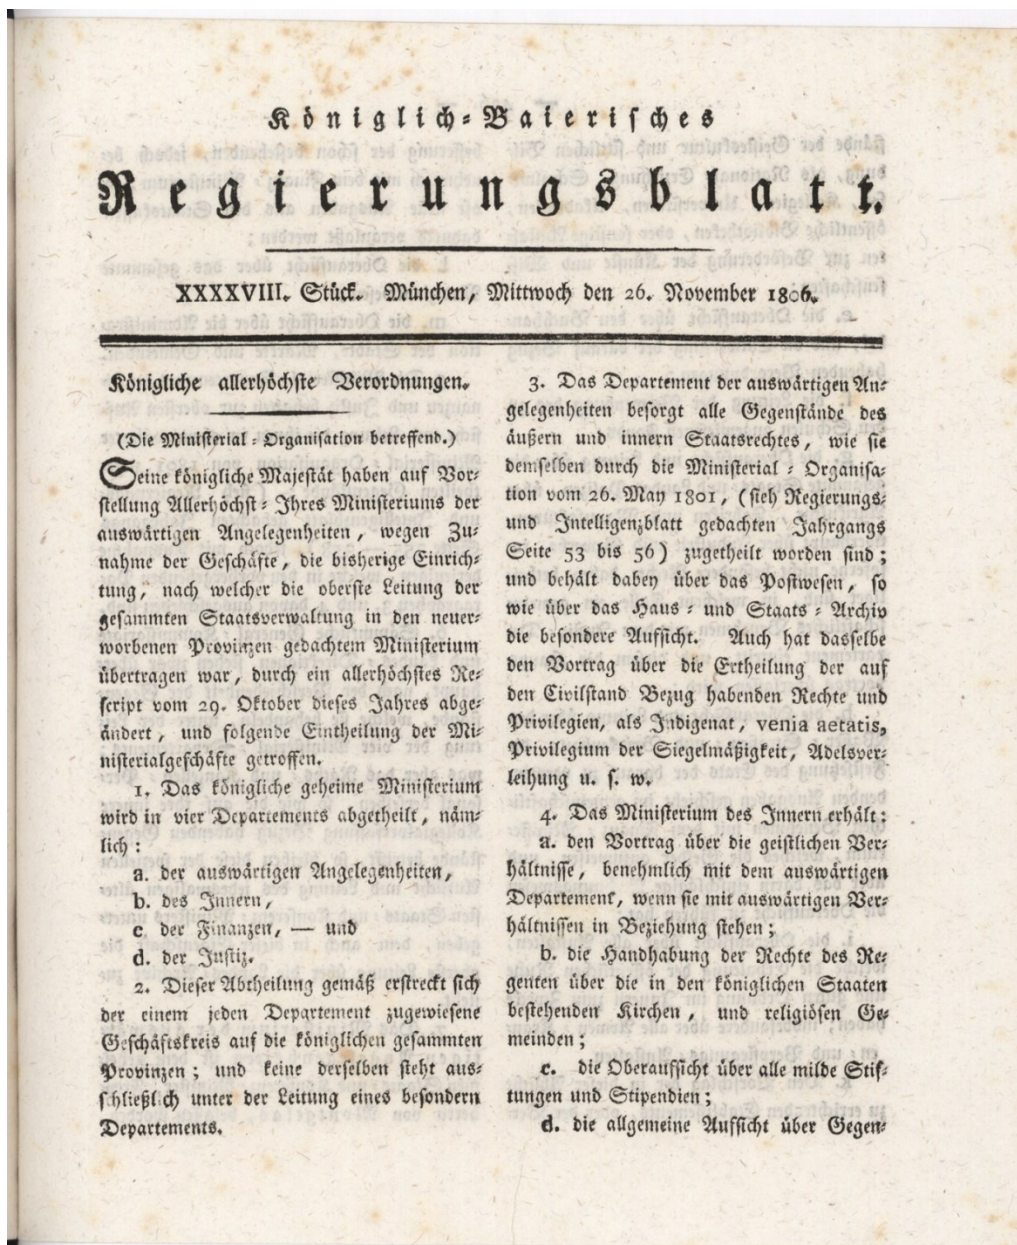 Königlich-Baierisches
Regierungsblatt.
XXXXVIII. Stück. München, Mittwoch den 26. November 1806.
Königliche allerhöchste Verordnungen.
(Die Ministerial-Organisation betreffend.)
Seine königliche Majestät haben auf Vor-
stellung Allerhöchst-Ihres Ministeriums der
auswärtigen Angelegenheiten, wegen Zu-
nahme der Geschäfte, die bisherige Einrich-
tung, nach welcher die oberste Leitung der
gesammten Staatsverwaltung in den neuer-
worbenen Provinzen gedachtem Ministerium
übertragen war, durch ein allerhöchstes Re-
script vom 29. Oktober dieses Jahres abge-
ändert, und folgende Eintheilung der Mi-
nisterialgeschäfte getroffen.
1. Das königliche geheime Ministerium
wird in vier Departements abgetheilt, näm-
lich:
a. der auswärtigen Angelegenheiten,
b. des Innern,
c der Finanzen, — und
d. der Justiz.
2. Dieser Abtheilung gemäß erstreckt sich
der einem jeden Departement zugewiesene
Geschäftskreis auf die königlichen gesammten
Provinzen; und keine derselben steht aus-
schließlich unter der Leitung eines besondern
Departements.
3. Das Departement der auswärtigen An-
gelegenheiten besorgt alle Gegenstände des
äußern und innern Staatsrechtes, wie sie
demselben durch die Ministerial-Organisa-
tion vom 26. May 1801, (sieh Regierungs-
und Intelligenzblatt gedachten Jahrgangs
Seite 53 bis 56) zugetheilt worden sind;
und behält dabey über das Postwesen, so
wie über das Haus- und Staats-Archiv
die besondere Aufsicht. Auch hat dasselbe
den Vortrag über die Ertheilung der auf
den Civilstand Bezug habenden Rechte und
Privilegien, als Indigenat, venia aetatis,
Privilegium der Siegelmäßigkeit, Adelsver-
leihung u. s. w.
4. Das Ministerium des Innern erhält:
a. den Vortrag über die geistlichen Ver-
hältnisse, benehmlich mit dem auswärtigen
Departement, wenn sie mit auswärtigen Ver-
hältnissen in Beziehung stehen;
b. die Handhabung der Rechte des Re-
genten über die in den königlichen Staaten
bestehenden Kirchen, und religiösen Ge-
meinden;
c. die Oberaufsicht über alle milde Stif-
tungen und Stipendien;
d. die allgemeine Aufsicht über Gegen-